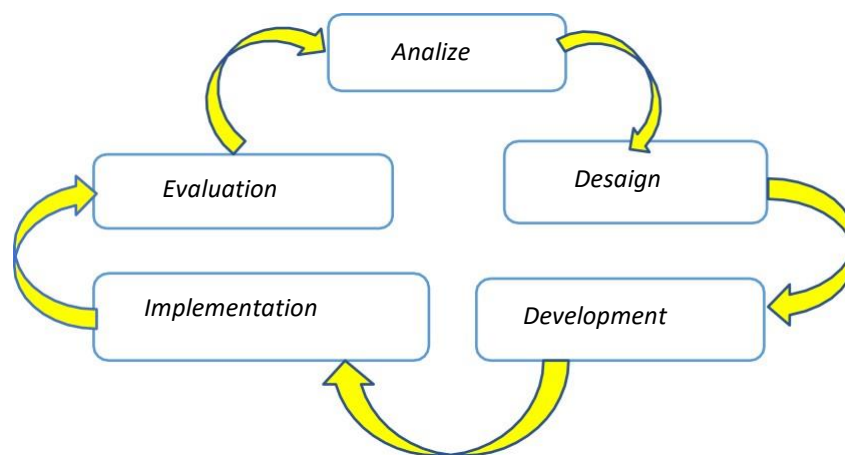 Analize
Desaign
Development
Implementation
Evaluation